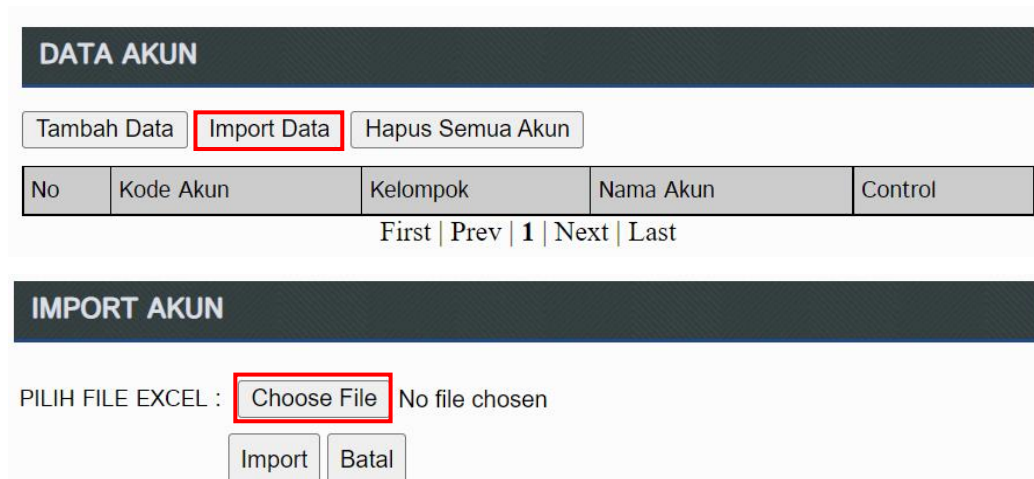 DATA AKUN
Tambah Data Import Data Hapus Semua Akun
No Kode Akun Kelompok Nama Akun Control
First | Prev | 1 | Next | Last
IMPORT AKUN
PILIH FILE EXCEL : Choose File No file chosen
Import Batal